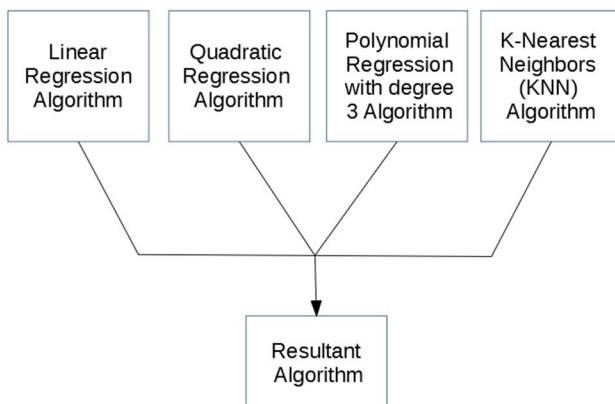 Linear
Regression
Algorithm
Quadratic
Regression
Algorithm
Polynomial
Regression
with degree
3 Algorithm
K-Nearest
Neighbors
(KNN)
Algorithm
Resultant
Algorithm